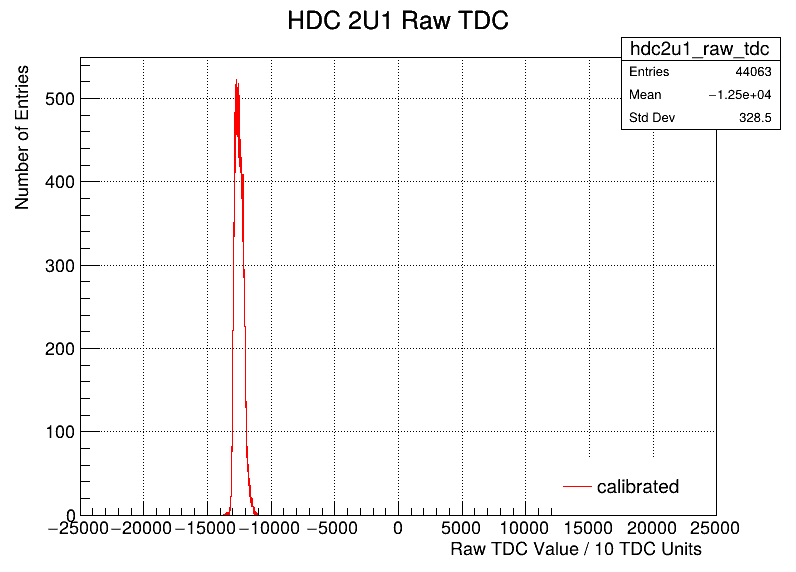 HDC 2U1 Raw TDC
hdc2u1_raw_tdc
Entries 44063
Mean −1.25e+04
Std Dev 328.5
Number of Entries
500
400
300
200
100
0
−25000 −20000 −15000 −10000 −5000 0 5000 10000 15000 20000 25000
calibrated
Raw TDC Value / 10 TDC Units